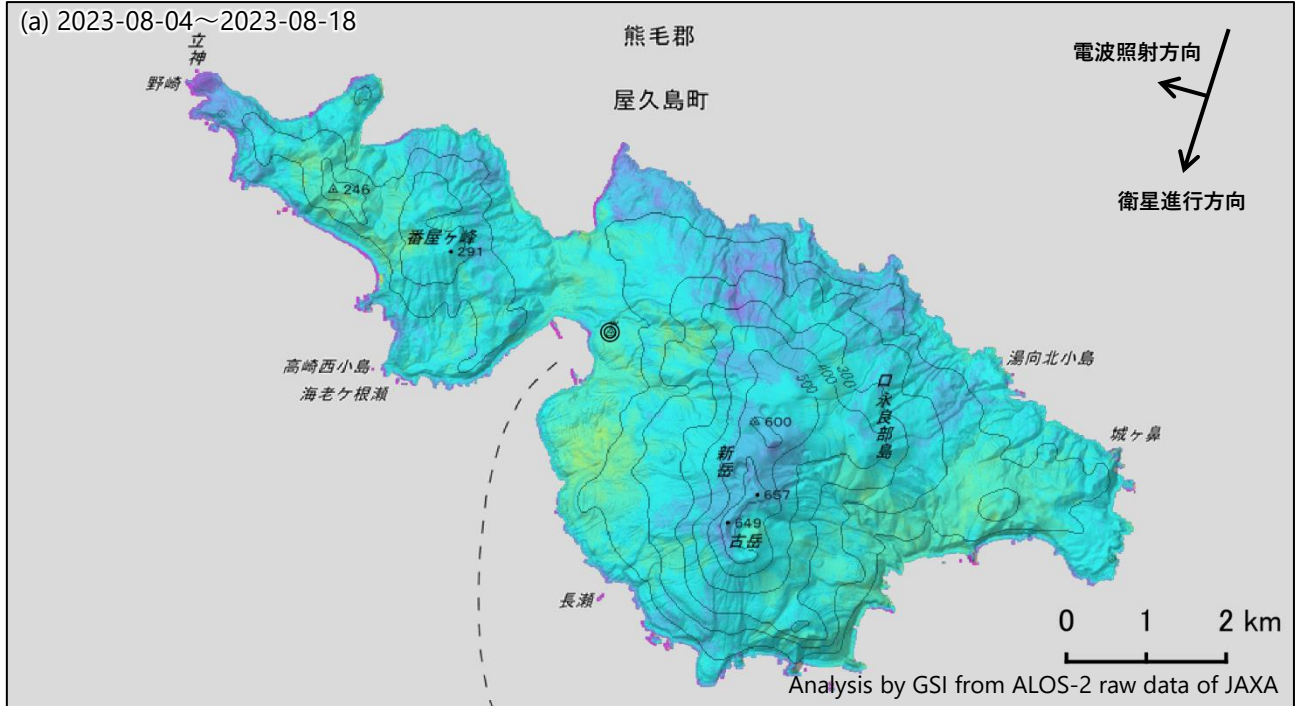 (a) 2023-08-04～2023-08-18
立神
野崎
熊毛郡
屋久島町
電波照射方向
衛星進行方向
246
番屋ヶ峰
291
高崎西小島
海老ケ根瀬
湯向北小島
300
400
500
口永良部島
城ヶ鼻
600
新岳
657
649
古岳
長瀬
0 1 2 km
Analysis by GSI from ALOS-2 raw data of JAXA